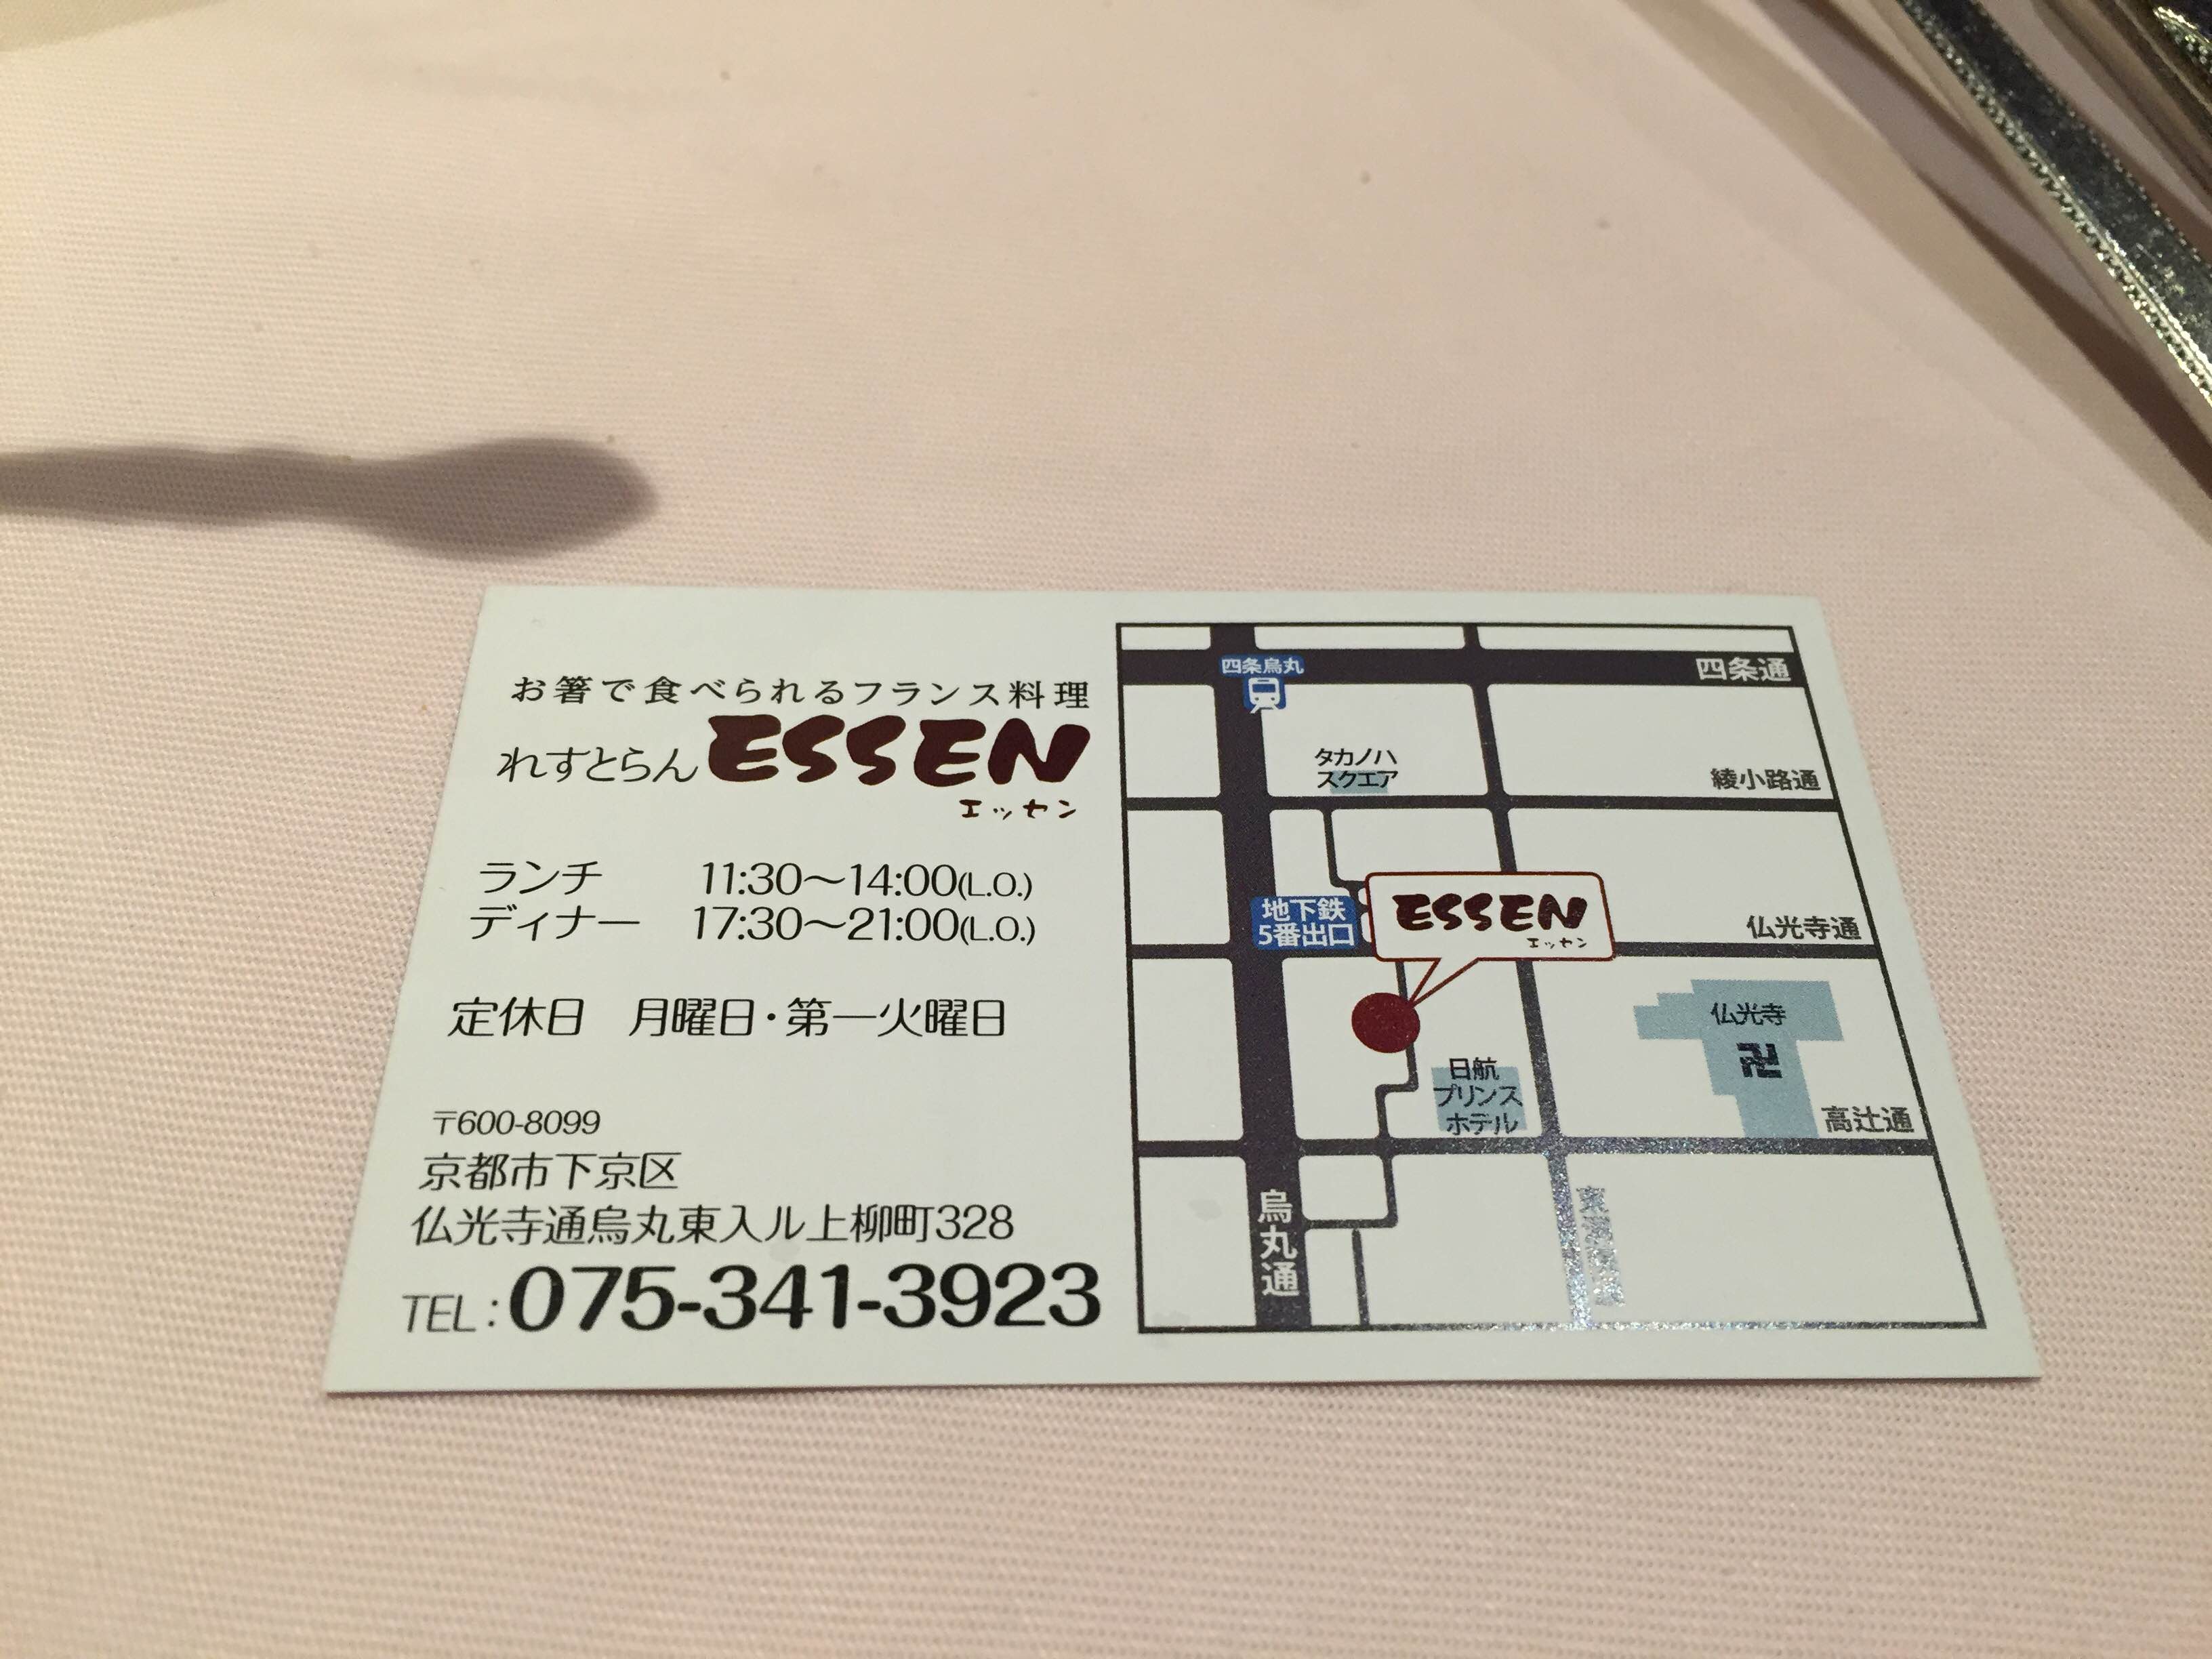 お箸で食べられるフランス料理
れすとらんESSEN
エッセン
ランチ 11:30〜14:00(L.O.)
ディナー 17:30〜21:00(L.O.)
定休日 月曜日・第一火曜日
〒600-8099
京都市下京区
仏光寺通烏丸東入ル上柳町328
TEL:075-341-3923
四条烏丸
四条通
タカノハ
スクエア
綾小路通
地下鉄
5番出口
ESSEN
エッセン
仏光寺通
仏光寺
卍
日航
プリンス
ホテル
高辻通
烏丸通